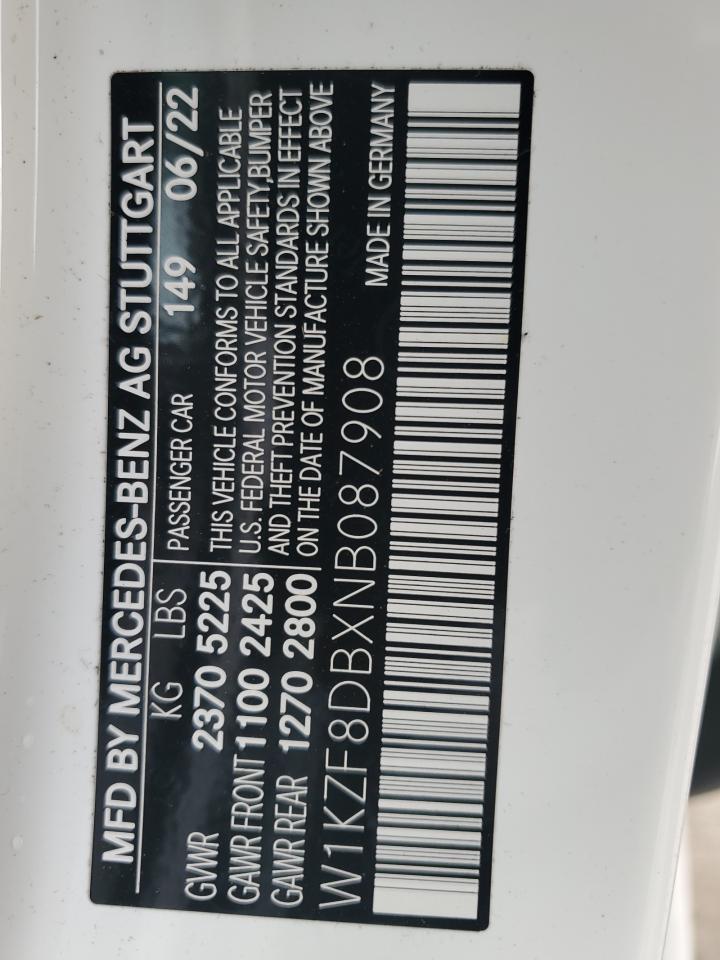 MFD BY MERCEDES-BENZ AG STUTTGART
KG LBS PASSENGER CAR 149 06/22
GVWR 2370 5225 THIS VEHICLE CONFORMS TO ALL APPLICABLE
GAWR FRONT 1100 2425 U.S. FEDERAL MOTOR VEHICLE SAFETY,BUMPER
GAWR REAR 1270 2800 AND THEFT PREVENTION STANDARDS IN EFFECT
ON THE DATE OF MANUFACTURE SHOWN ABOVE
W1KZF8DBXNB087908 MADE IN GERMANY